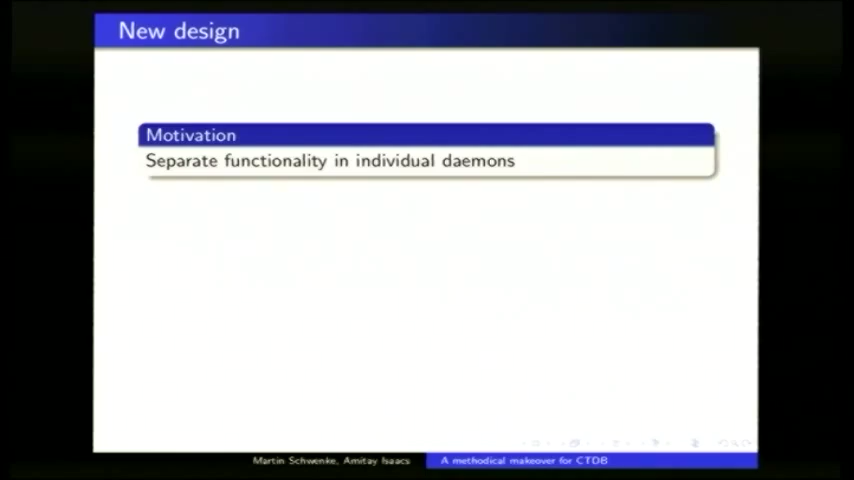 New design
Motivation
Separate functionality in individual daemons
Martin Schwenke, Amitay Isaacs
A methodical makeover for CTDB